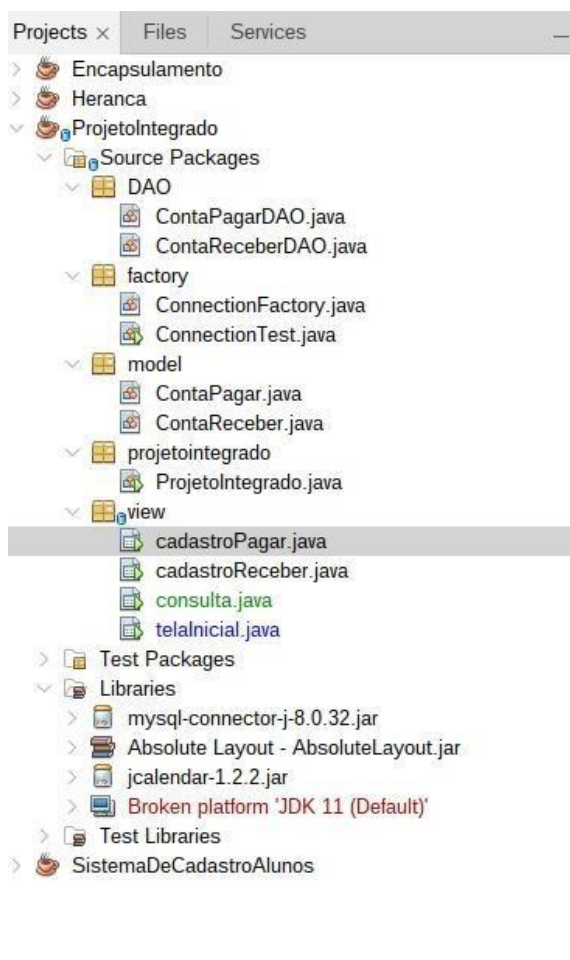 Projects × Files Services
Encapsulamento
Heranca
ProjetoIntegrado
Source Packages
DAO
ContaPagarDAO.java
ContaReceberDAO.java
factory
ConnectionFactory.java
ConnectionTest.java
model
ContaPagar.java
ContaReceber.java
projetointegrado
ProjetoIntegrado.java
view
cadastroPagar.java
cadastroReceber.java
consulta.java
telaInicial.java
Test Packages
Libraries
mysql-connector-j-8.0.32.jar
Absolute Layout - AbsoluteLayout.jar
jcalendar-1.2.2.jar
Broken platform 'JDK 11 (Default)'
Test Libraries
SistemaDeCadastroAlunos